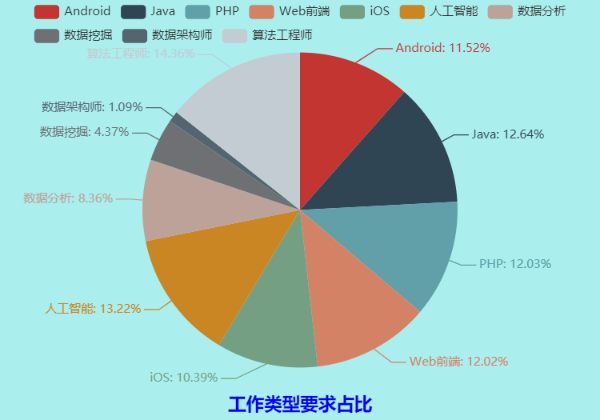 Android Java PHP Web前端 iOS 人工智能 数据分析
数据挖掘 数据架构师 算法工程师
Android: 11.52%
算法工程师: 14.36%
数据架构师: 1.09%
数据挖掘: 4.37%
Java: 12.64%
数据分析: 8.36%
PHP: 12.03%
人工智能: 13.22%
Web前端: 12.02%
iOS: 10.39%
工作类型要求占比